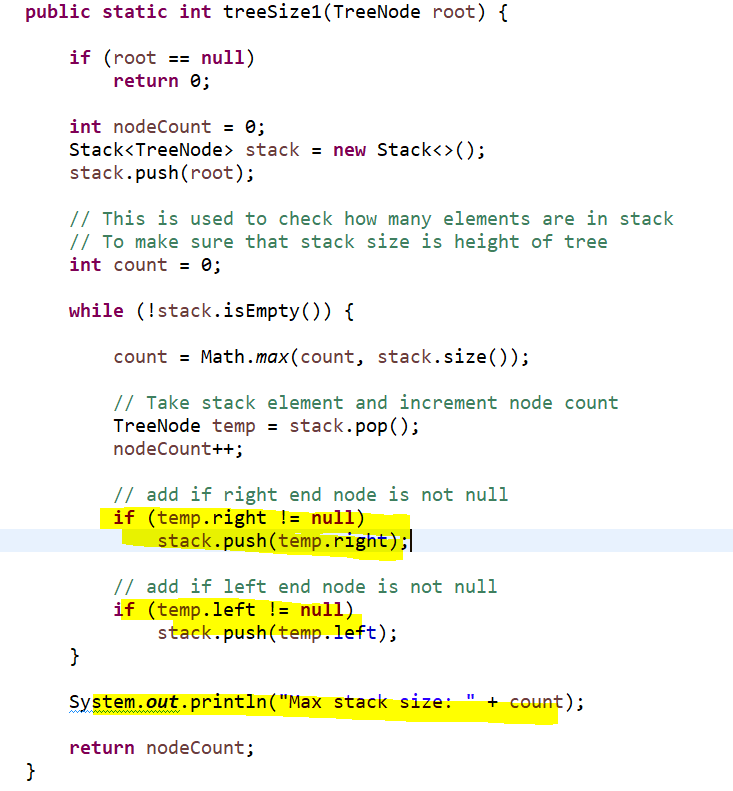 public static int treeSize1(TreeNode root) {
if (root == null)
return 0;
int nodeCount = 0;
Stack<TreeNode> stack = new Stack<>();
stack.push(root);
// This is used to check how many elements are in stack
// To make sure that stack size is height of tree
int count = 0;
while (!stack.isEmpty()) {
count = Math.max(count, stack.size());
// Take stack element and increment node count
TreeNode temp = stack.pop();
nodeCount++;
// add if right end node is not null
if (temp.right != null)
stack.push(temp.right);
// add if left end node is not null
if (temp.left != null)
stack.push(temp.left);
}
System.out.println("Max stack size: " + count);
return nodeCount;
}